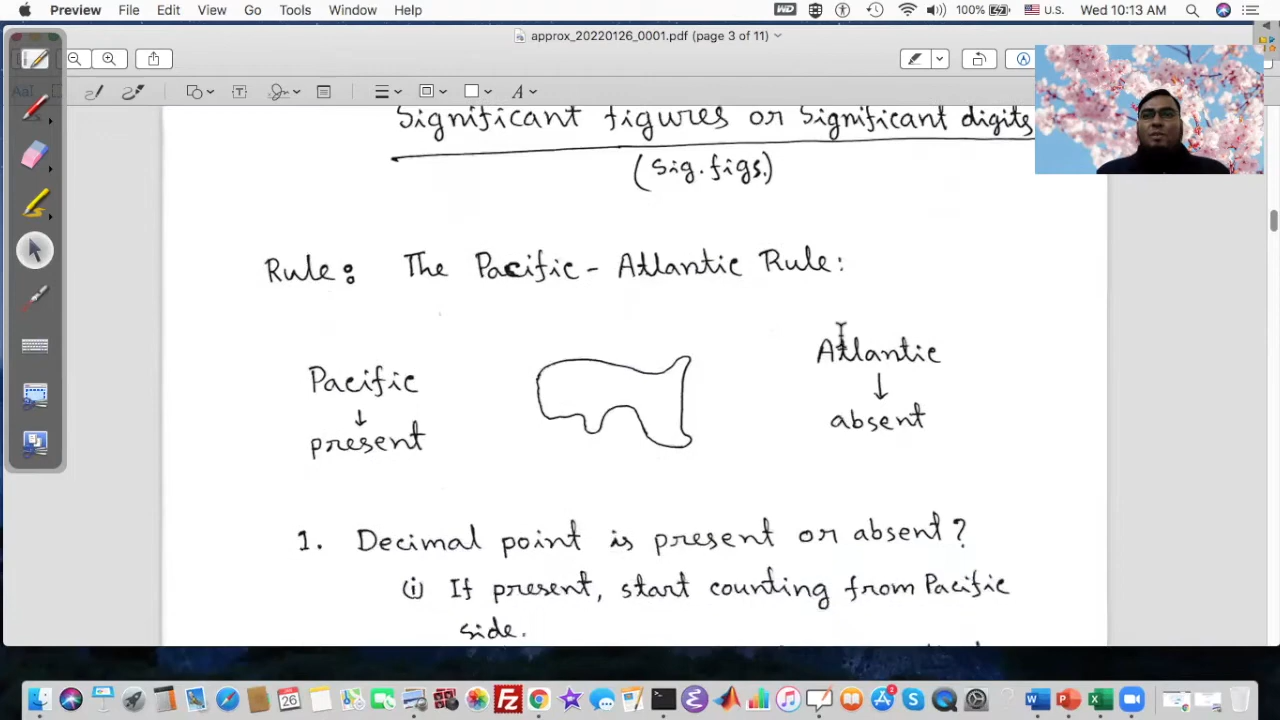 Preview File Edit View Go Tools Window Help 100% U.S. Wed 10:13 AM
approx_20220126_0001.pdf (page 3 of 11)
Significant figures or Significant digits
(Sig. figs.)
Rule: The Pacific - Atlantic Rule:
Atlantic
Pacific
absent
present
1. Decimal point is present or absent?
(i) If present, start counting from Pacific
side.